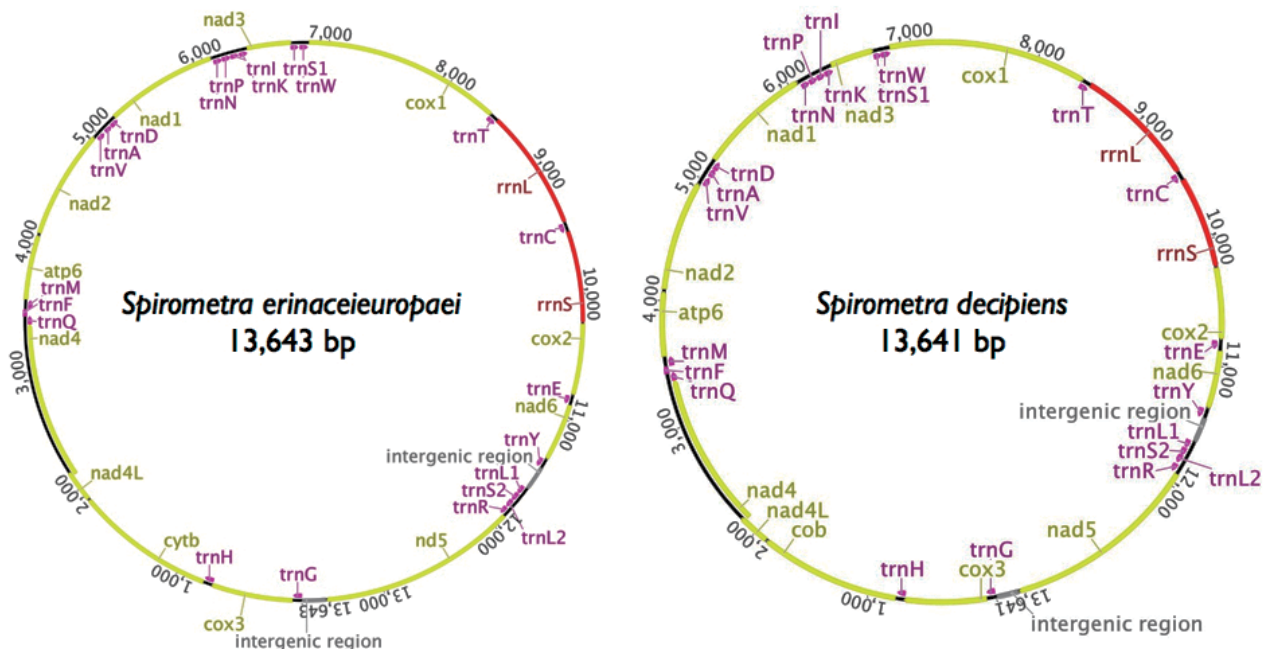 nad3
7,000
6,000
trnI
trnS1
trnP
trnK
trnW
trnN
8,000
cox1
nad1
5,000
trnD
trnA
trnV
trnT
9,000
rrnL
nad2
trnC
4,000
atp6
10,000
rrnS
trnM
trnF
trnQ
nad4
Spirometra erinaceieuropaei
13,643 bp
cox2
3,000
trnE
nad6
11,000
trnY
intergenic region
trnL1
trnS2
trnR
12,000
trnL2
nad4L
2,000
nd5
cytb
trnH
1,000
trnG
13,000
13,643
cox3
intergenic region
trnI
trnP
7,000
6,000
trnW
trnK
trnS1
trnN
nad3
cox1
8,000
nad1
trnT
9,000
rrnL
5,000
trnD
trnA
trnV
trnC
10,000
rrnS
nad2
4,000
atp6
Spirometra decipiens
13,641 bp
cox2
trnE
nad6
11,000
trnM
trnF
trnQ
trnY
intergenic region
trnL1
trnS2
trnR
trnL2
12,000
3,000
nad4
nad4L
cob
2,000
nad5
trnH
trnG
cox3
1,000
13,641
intergenic region